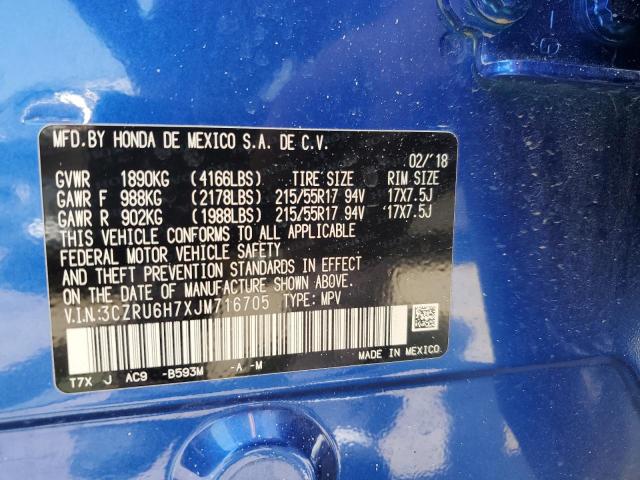 MFD.BY HONDA DE MEXICO S.A. DE C.V.
02/'18
GVWR 1890KG (4166LBS) TIRE SIZE RIM SIZE
GAWR F 988KG (2178LBS) 215/55R17 94V 17X7.5J
GAWR R 902KG (1988LBS) 215/55R17 94V 17X7.5J
THIS VEHICLE CONFORMS TO ALL APPLICABLE
FEDERAL MOTOR VEHICLE SAFETY
AND THEFT PREVENTION STANDARDS IN EFFECT
ON THE DATE OF MANUFACTURE SHOWN ABOVE.
V.I.N:3CZRU6H7XJM716705 TYPE: MPV
MADE IN MEXICO.
T7X J AC9 -B593M -A -M